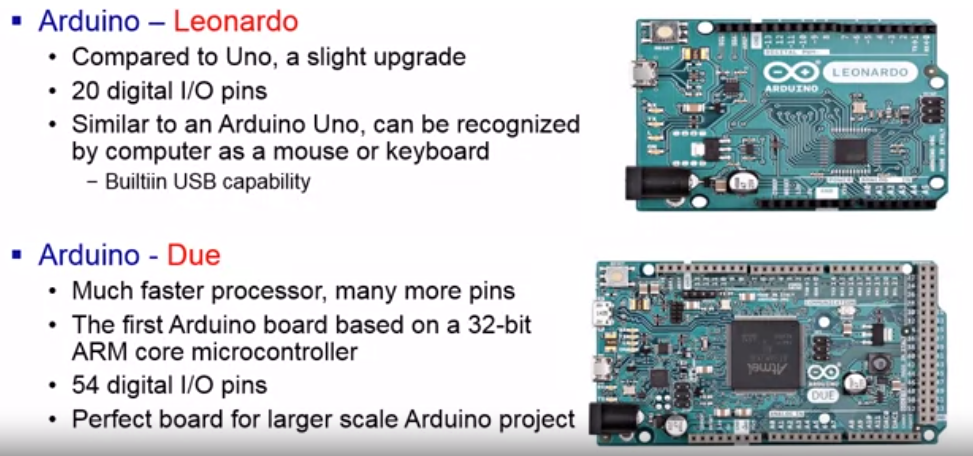 Arduino – Leonardo
Compared to Uno, a slight upgrade
20 digital I/O pins
Similar to an Arduino Uno, can be recognized
by computer as a mouse or keyboard
– Builtiin USB capability
LEONARDO
ARDUINO
Arduino - Due
Much faster processor, many more pins
The first Arduino board based on a 32-bit
ARM core microcontroller
54 digital I/O pins
Perfect board for larger scale Arduino project
Atmel
ARDUINO
DUE